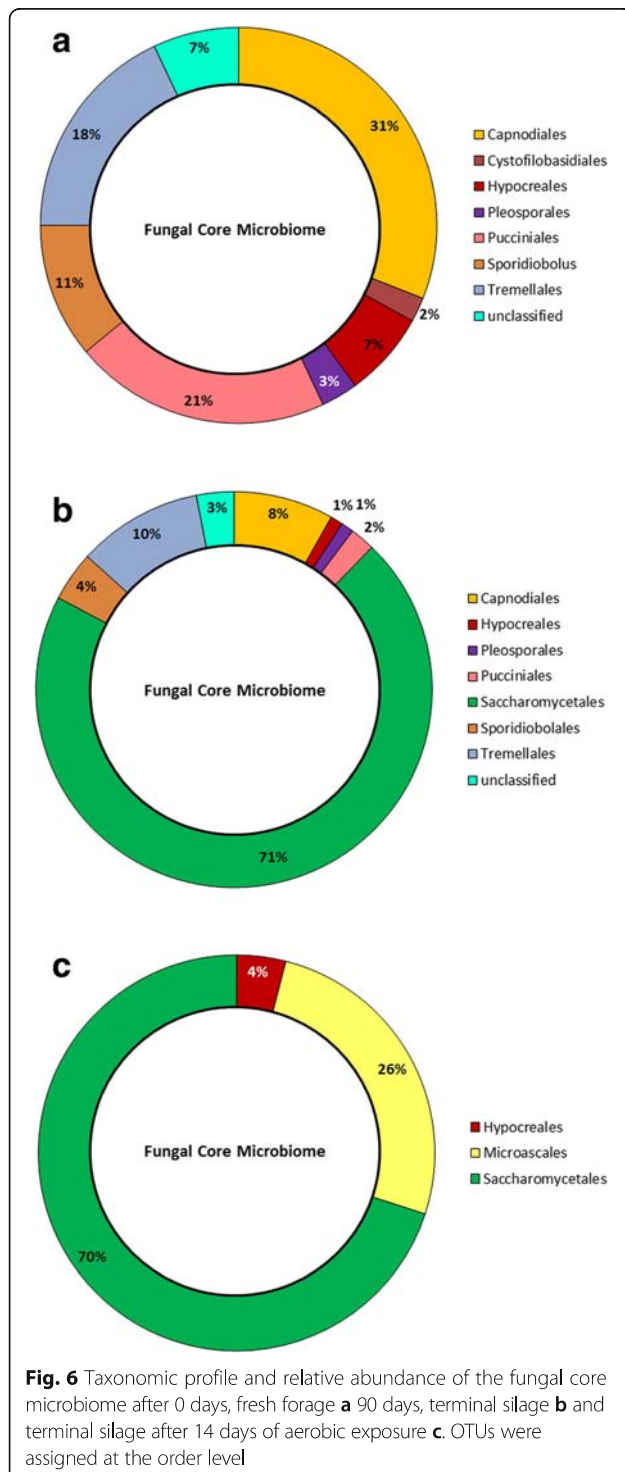 a
7%
31%
18%
11%
21%
3%
7%
2%
Fungal Core Microbiome
Capnodiales
Cystofilobasidiales
Hypocreales
Pleosporales
Pucciniales
Sporidiobolus
Tremellales
unclassified
b
3%
8%
1% 1%
2%
10%
4%
71%
Fungal Core Microbiome
Capnodiales
Hypocreales
Pleosporales
Pucciniales
Saccharomycetales
Sporidiobolales
Tremellales
unclassified
c
4%
26%
70%
Fungal Core Microbiome
Hypocreales
Microascales
Saccharomycetales
Fig. 6 Taxonomic profile and relative abundance of the fungal core
microbiome after 0 days, fresh forage a 90 days, terminal silage b and
terminal silage after 14 days of aerobic exposure c. OTUs were
assigned at the order level